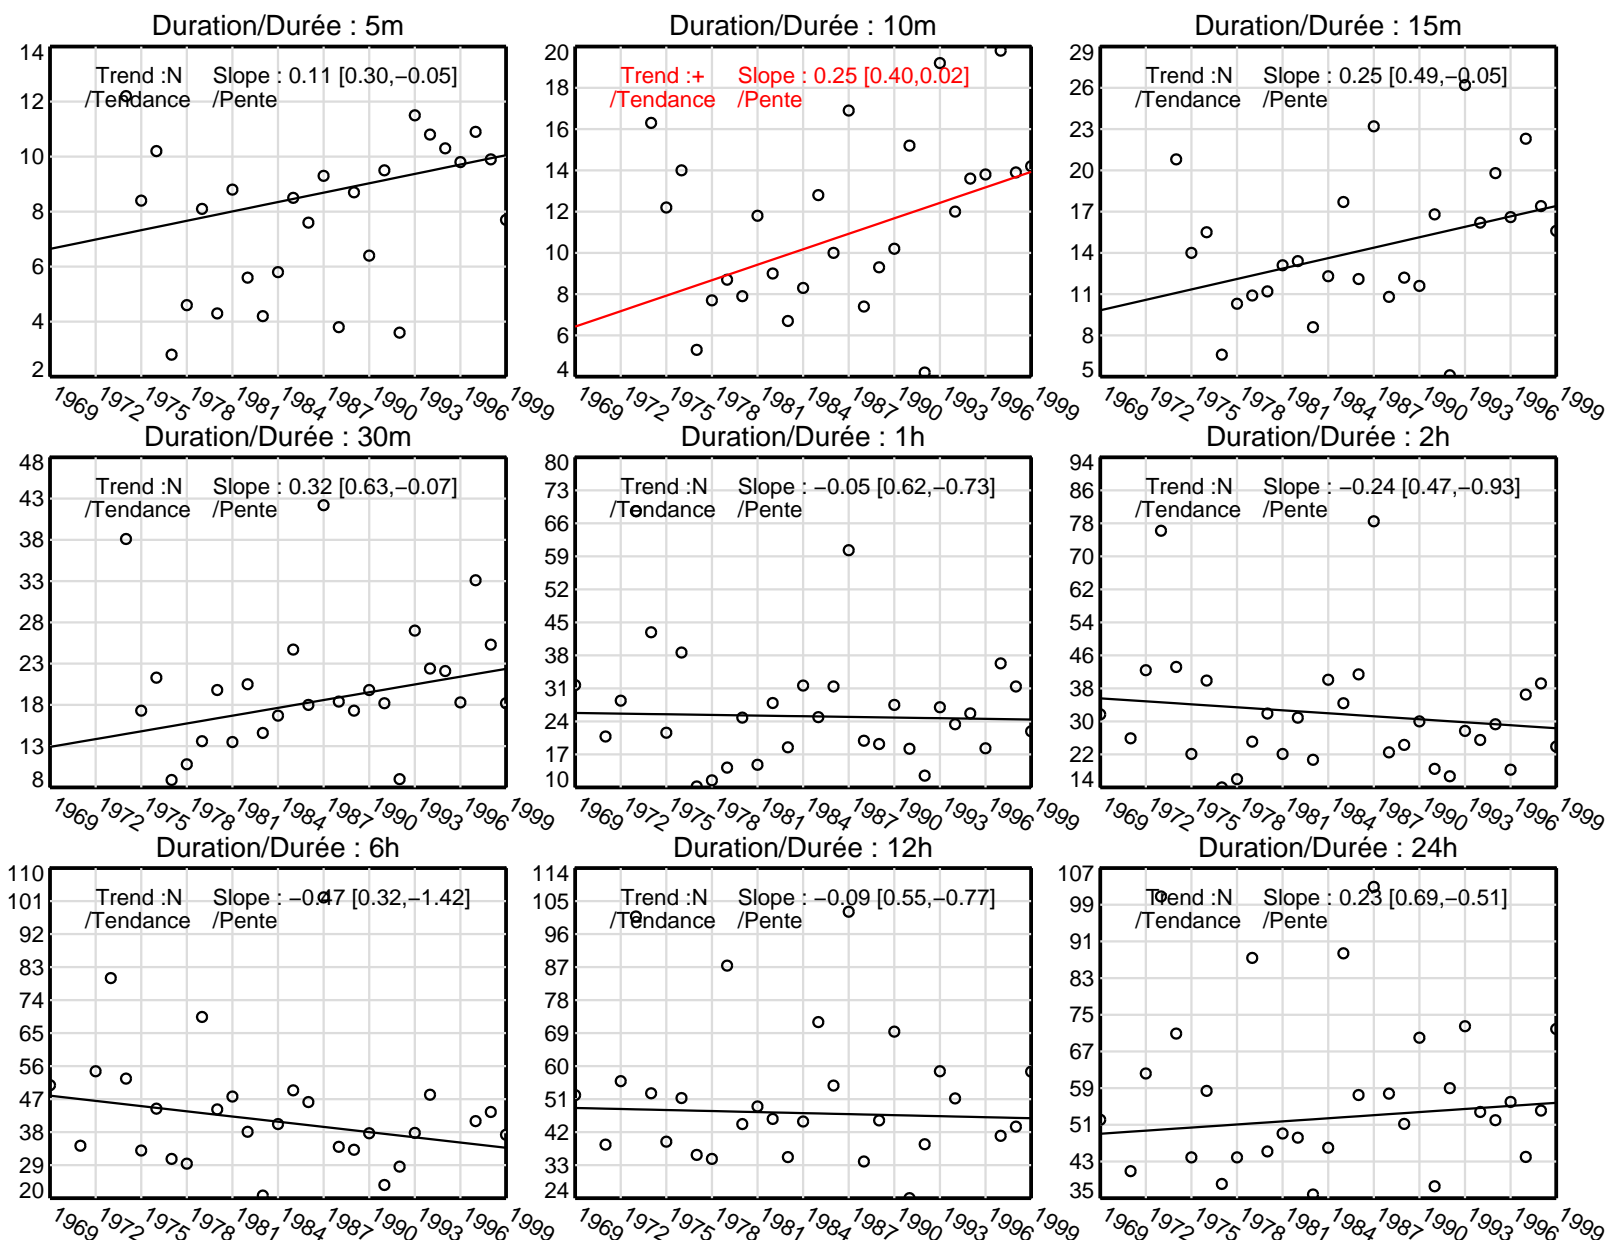 Duration/Durée : 5m
Trend :N Slope : 0.11 [0.30,−0.05]
/Tendance /Pente
14
12
10
8
6
4
2
1969 1972 1975 1978 1981 1984 1987 1990 1993 1996 1999
Duration/Durée : 10m
Trend :+ Slope : 0.25 [0.40,0.02]
/Tendance /Pente
20
18
16
14
12
10
8
6
4
1969 1972 1975 1978 1981 1984 1987 1990 1993 1996 1999
Duration/Durée : 15m
Trend :N Slope : 0.25 [0.49,−0.05]
/Tendance /Pente
29
26
23
20
17
14
11
8
5
1969 1972 1975 1978 1981 1984 1987 1990 1993 1996 1999
Duration/Durée : 30m
Trend :N Slope : 0.32 [0.63,−0.07]
/Tendance /Pente
48
43
38
33
28
23
18
13
8
1969 1972 1975 1978 1981 1984 1987 1990 1993 1996 1999
Duration/Durée : 1h
Trend :N Slope : −0.05 [0.62,−0.73]
/Tendance /Pente
80
73
66
59
52
45
38
31
24
17
10
1969 1972 1975 1978 1981 1984 1987 1990 1993 1996 1999
Duration/Durée : 2h
Trend :N Slope : −0.24 [0.47,−0.93]
/Tendance /Pente
94
86
78
70
62
54
46
38
30
22
14
1969 1972 1975 1978 1981 1984 1987 1990 1993 1996 1999
Duration/Durée : 6h
Trend :N Slope : −0.47 [0.32,−1.42]
/Tendance /Pente
110
101
92
83
74
65
56
47
38
29
20
1969 1972 1975 1978 1981 1984 1987 1990 1993 1996 1999
Duration/Durée : 12h
Trend :N Slope : −0.09 [0.55,−0.77]
/Tendance /Pente
114
105
96
87
78
69
60
51
42
33
24
1969 1972 1975 1978 1981 1984 1987 1990 1993 1996 1999
Duration/Durée : 24h
Trend :N Slope : 0.23 [0.69,−0.51]
/Tendance /Pente
107
99
91
83
75
67
59
51
43
35
1969 1972 1975 1978 1981 1984 1987 1990 1993 1996 1999